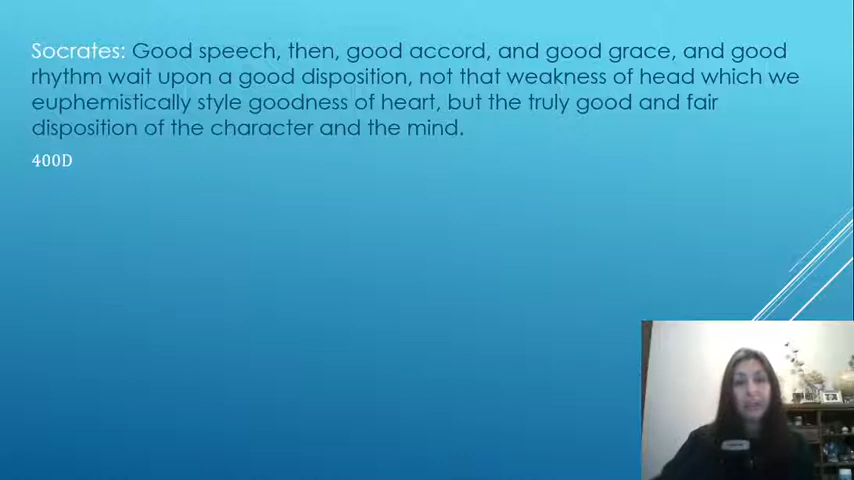 Socrates: Good speech, then, good accord, and good grace, and good
rhythm wait upon a good disposition, not that weakness of head which we
euphemistically style goodness of heart, but the truly good and fair
disposition of the character and the mind.
400D